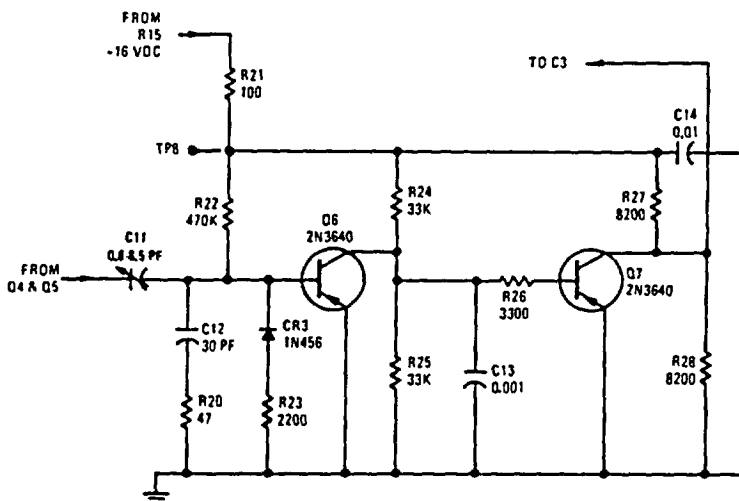 FROM
R15
-16 VDC
TO C3
R21
100
C14
0.01
TP8
R24
33K
R27
8200
R22
470K
Q6
2N3640
C11
0.8-8.5 PF
FROM
Q4 & Q5
Q7
2N3640
R26
3300
C12
30 PF
CR3
1N456
R25
33K
C13
0.001
R28
8200
R20
47
R23
2200